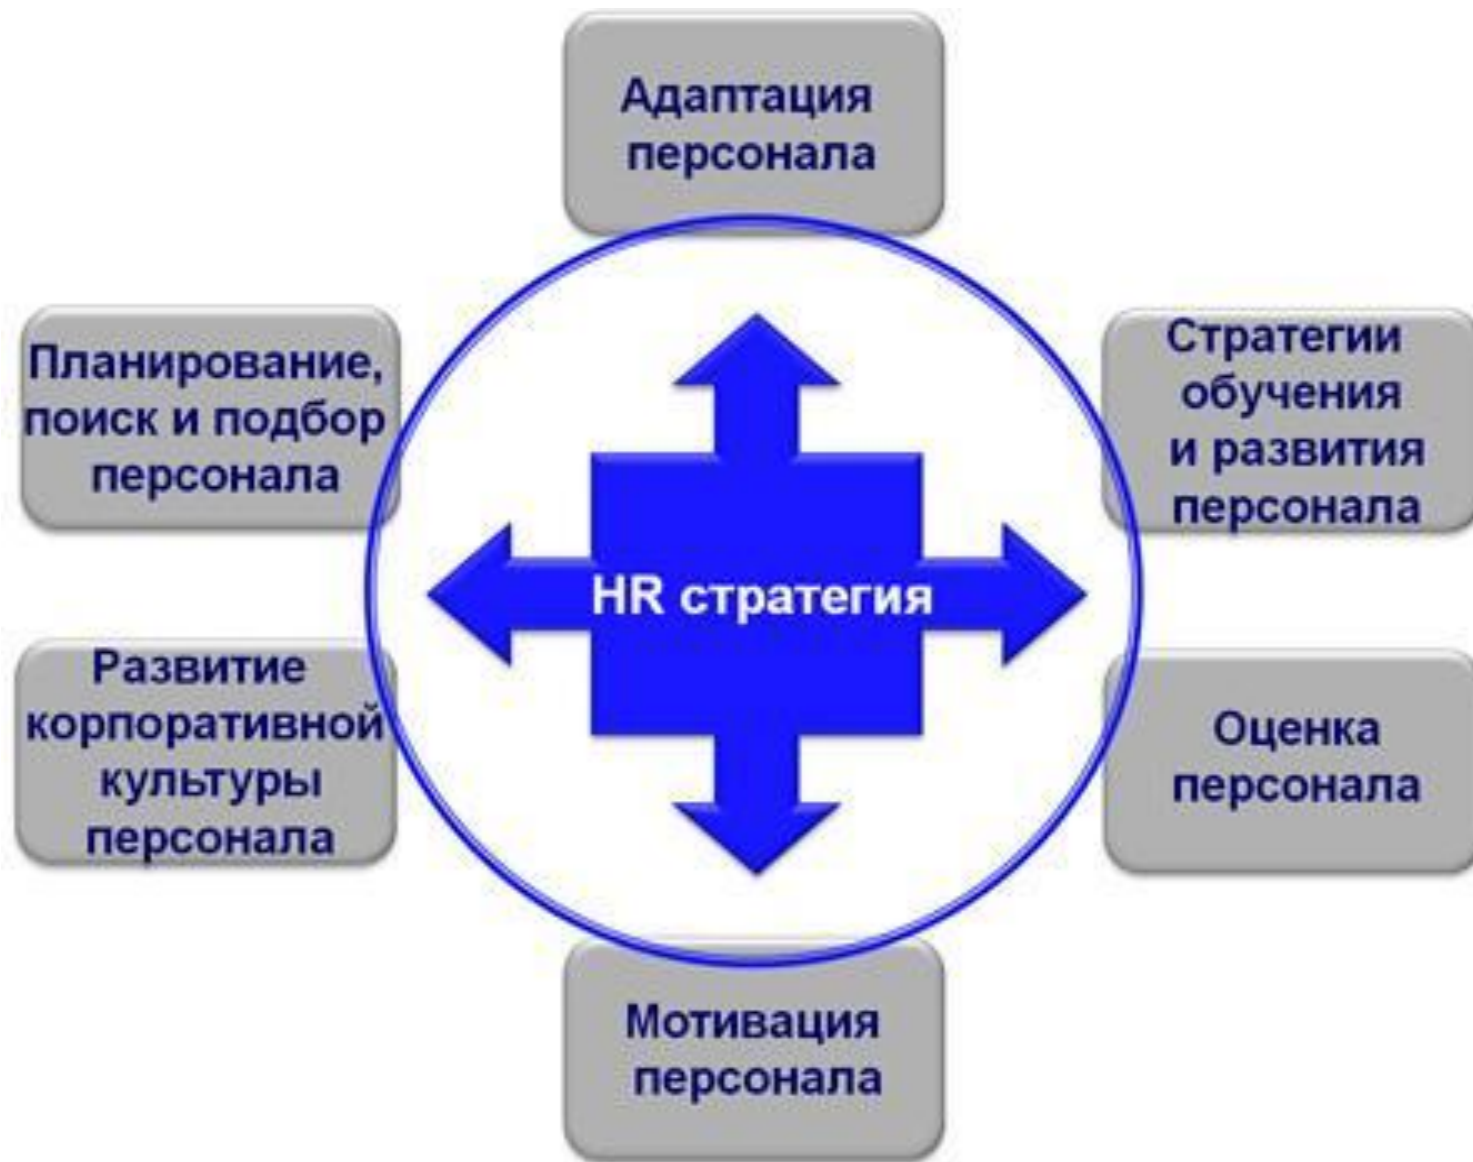 Адаптация
персонала
Планирование,
поиск и подбор
персонала
Стратегии
обучения
и развития
персонала
HR стратегия
Развитие
корпоративной
культуры
персонала
Оценка
персонала
Мотивация
персонала